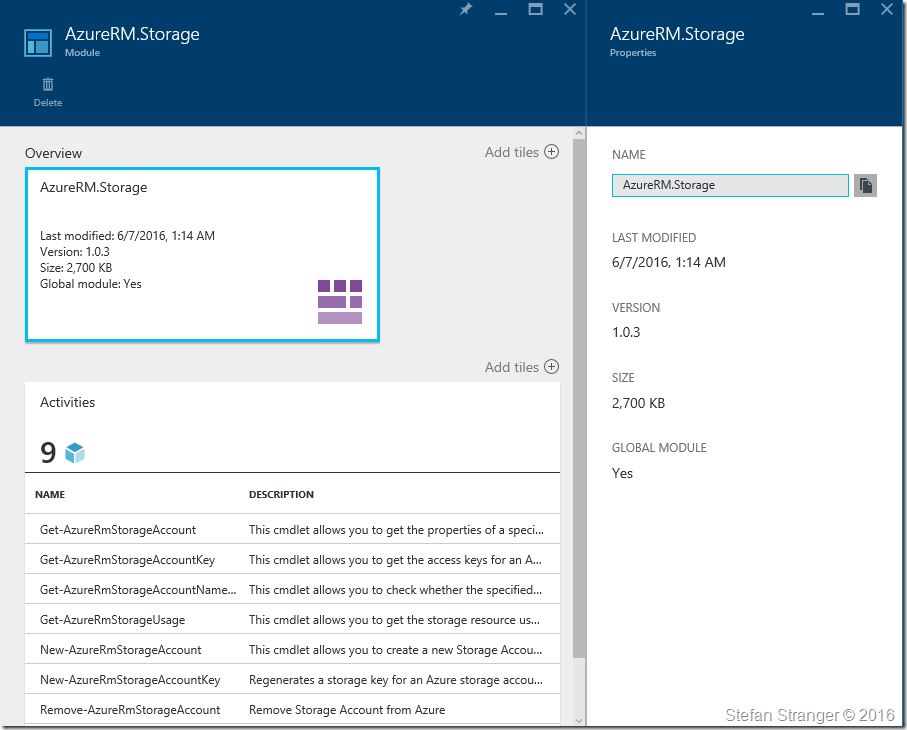 AzureRM.Storage
Module
Delete
Overview
Add tiles
AzureRM.Storage
Last modified: 6/7/2016, 1:14 AM
Version: 1.0.3
Size: 2,700 KB
Global module: Yes
Add tiles
Activities
9
NAME DESCRIPTION
Get-AzureRmStorageAccount This cmdlet allows you to get the properties of a speci...
Get-AzureRmStorageAccountKey This cmdlet allows you to get the access keys for an A...
Get-AzureRmStorageAccountName... This cmdlet allows you to check whether the specified...
Get-AzureRmStorageUsage This cmdlet allows you to get the storage resource us...
New-AzureRmStorageAccount This cmdlet allows you to create a new Storage Accou...
New-AzureRmStorageAccountKey Regenerates a storage key for an Azure storage accou...
Remove-AzureRmStorageAccount Remove Storage Account from Azure
AzureRM.Storage
Properties
NAME
AzureRM.Storage
LAST MODIFIED
6/7/2016, 1:14 AM
VERSION
1.0.3
SIZE
2,700 KB
GLOBAL MODULE
Yes
Stefan Stranger © 2016